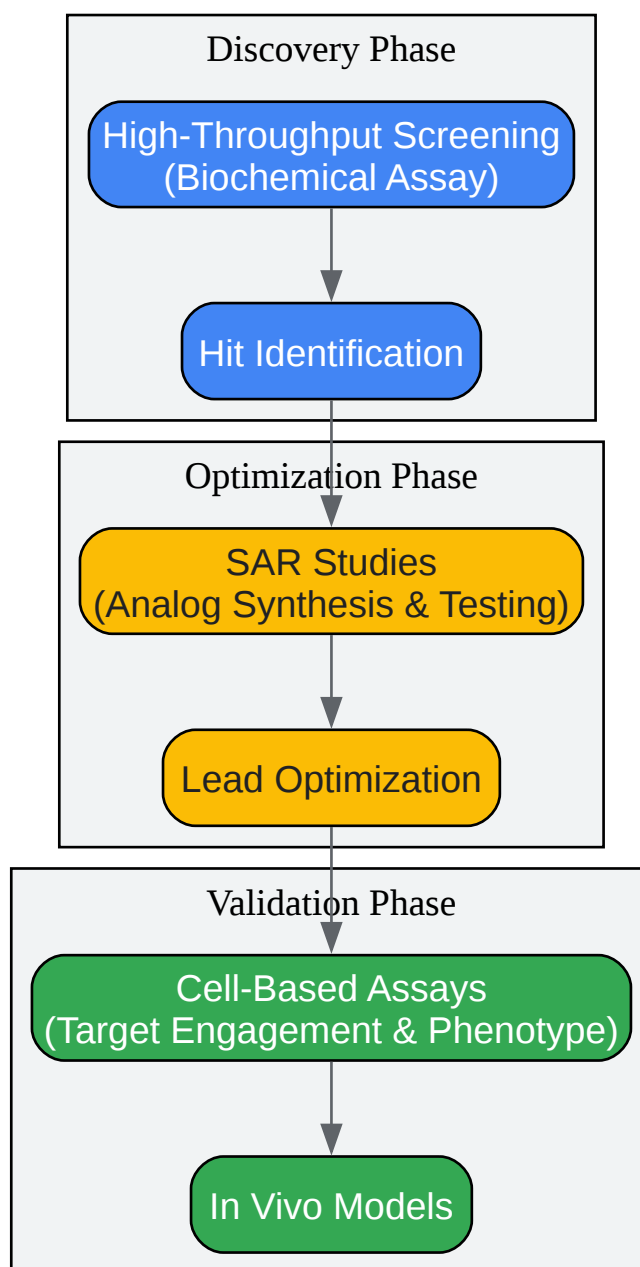 Discovery Phase
High-Throughput Screening
(Biochemical Assay)
Hit Identification
Optimization Phase
SAR Studies
(Analog Synthesis & Testing)
Lead Optimization
Validation Phase
Cell-Based Assays
(Target Engagement & Phenotype)
In Vivo Models